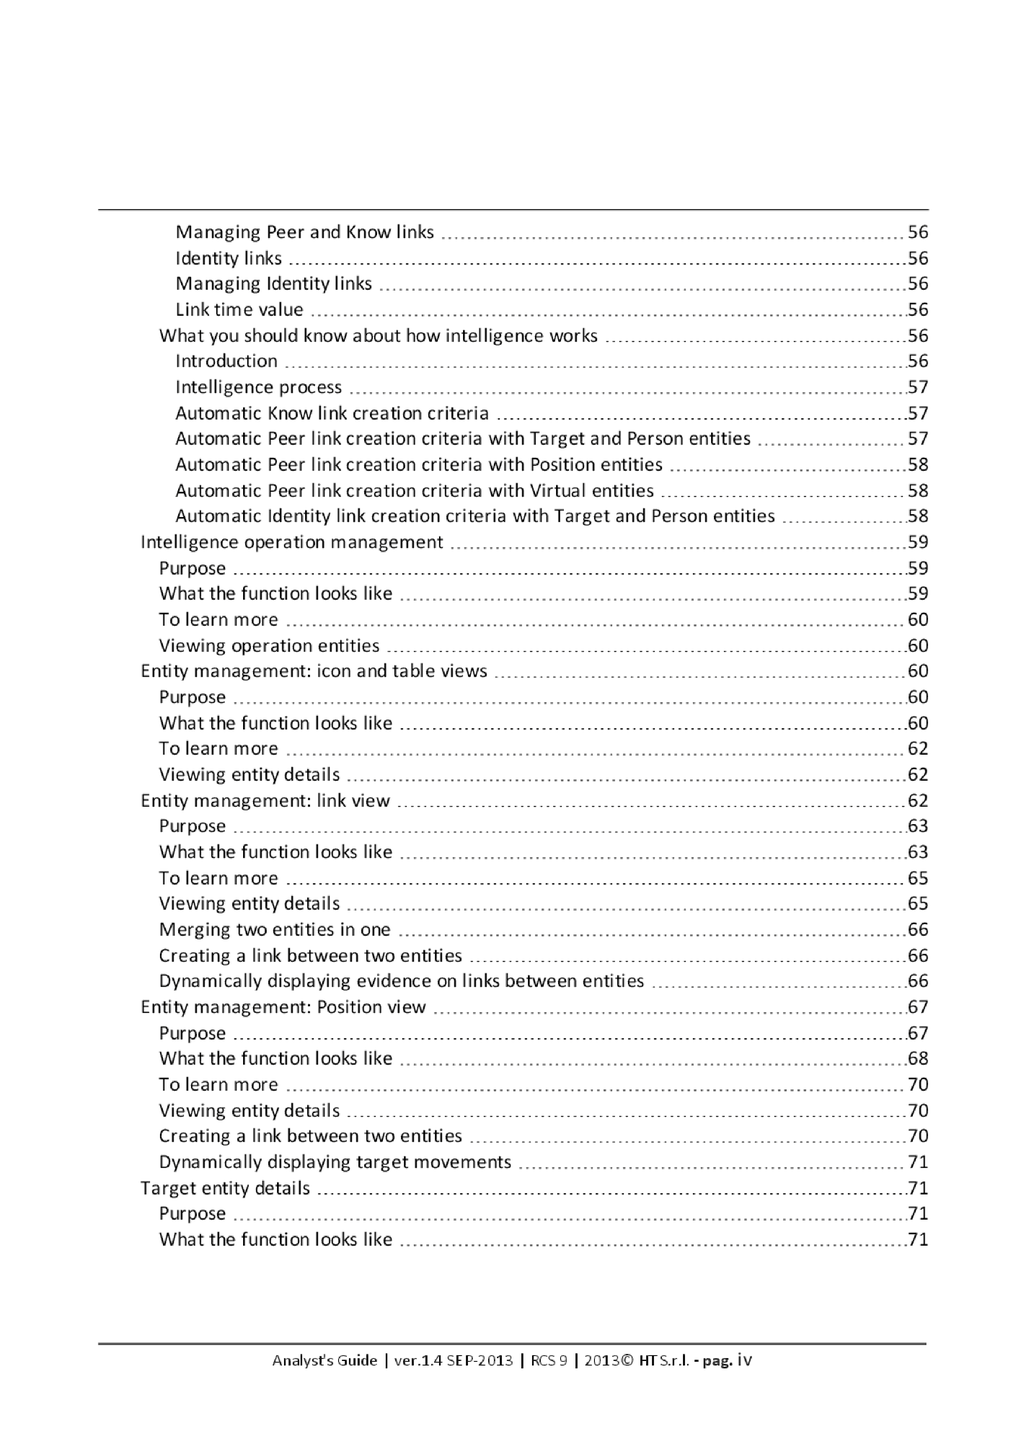 Managing Peer and Know links 56
Identity links 56
Managing Identity links 56
Link time value 56
What you should know about how intelligence works 56
Introduction 56
Intelligence process 57
Automatic Know link creation criteria 57
Automatic Peer link creation criteria with Target and Person entities 57
Automatic Peer link creation criteria with Position entities 58
Automatic Peer link creation criteria with Virtual entities 58
Automatic Identity link creation criteria with Target and Person entities 58
Intelligence operation management 59
Purpose 59
What the function looks like 59
To learn more 60
Viewing operation entities 60
Entity management: icon and table views 60
Purpose 60
What the function looks like 60
To learn more 62
Viewing entity details 62
Entity management: link view 62
Purpose 63
What the function looks like 63
To learn more 65
Viewing entity details 65
Merging two entities in one 66
Creating a link between two entities 66
Dynamically displaying evidence on links between entities 66
Entity management: Position view 67
Purpose 67
What the function looks like 68
To learn more 70
Viewing entity details 70
Creating a link between two entities 70
Dynamically displaying target movements 71
Target entity details 71
Purpose 71
What the function looks like 71
Analyst's Guide | ver.1.4 SEP-2013 | RCS 9 | 2013© HT S.r.l. - pag. iv